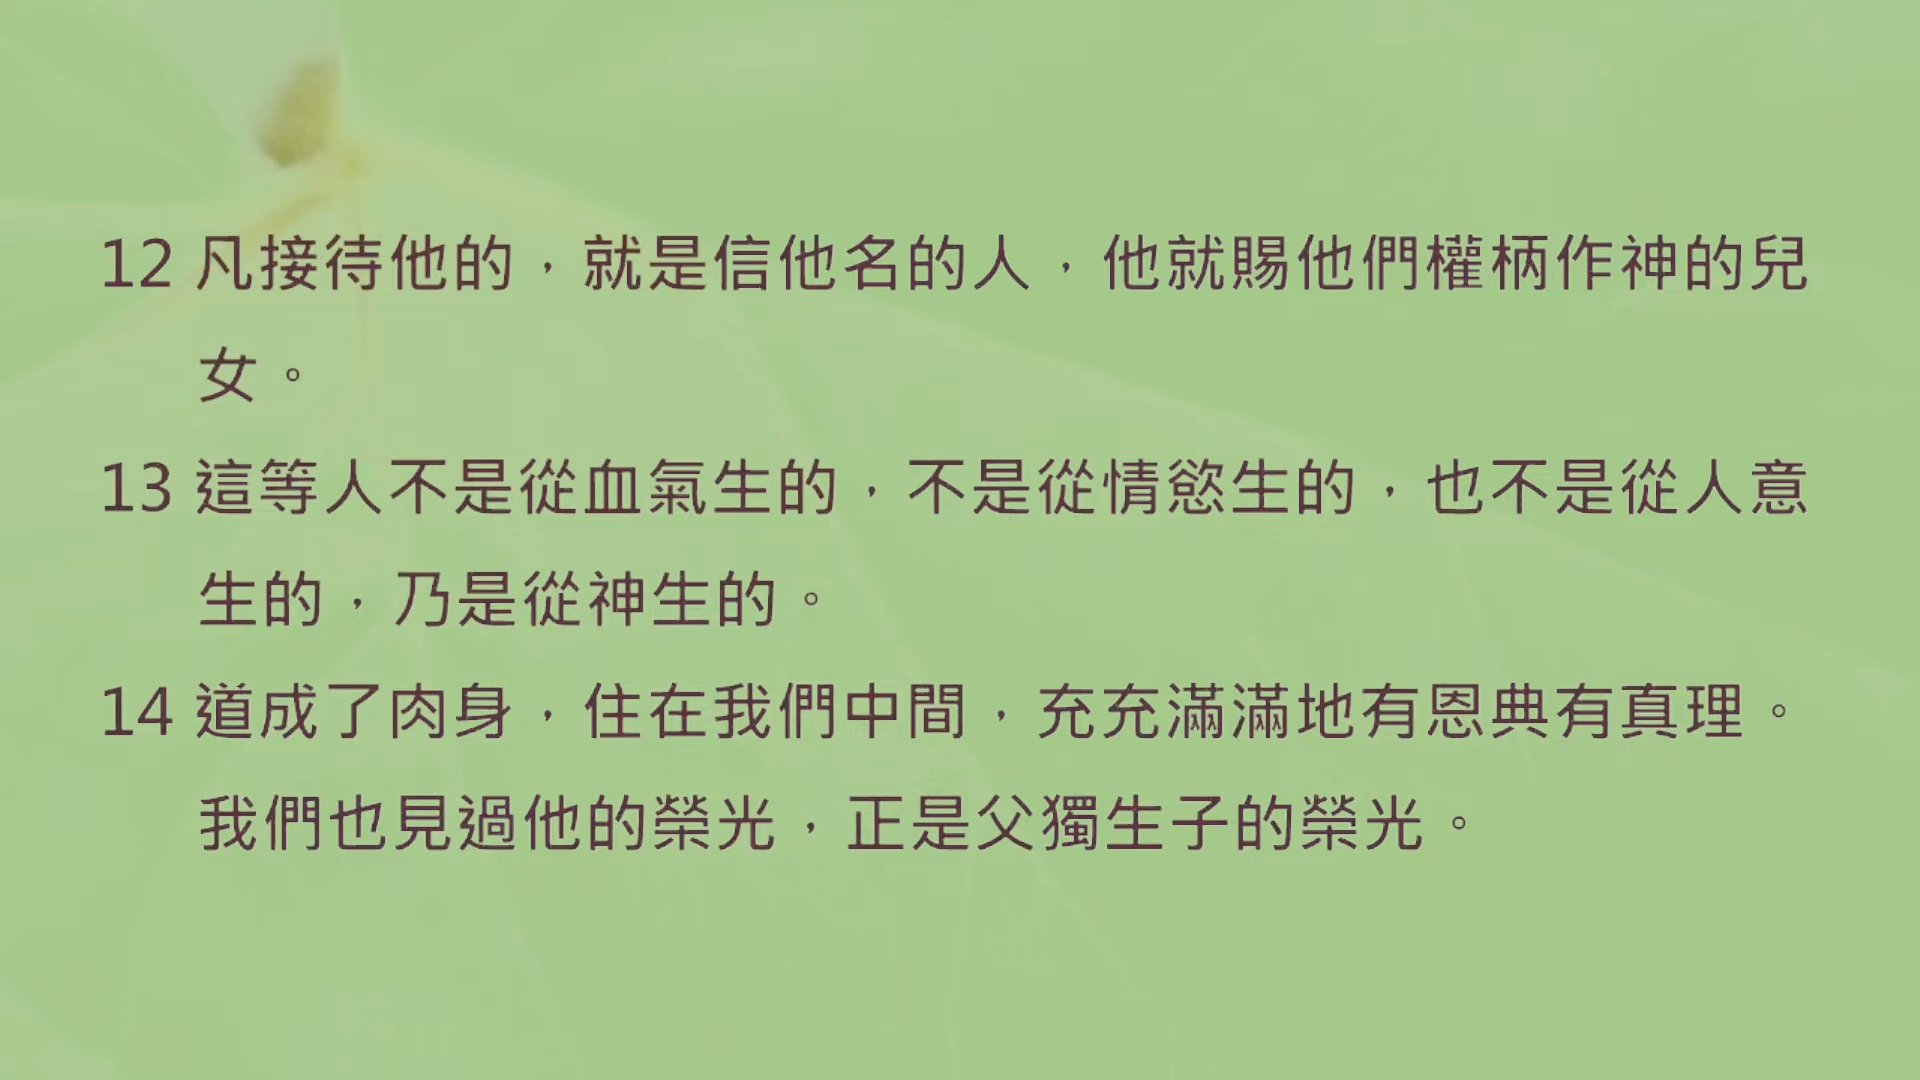 12 凡接待他的，就是信他名的人，他就賜他們權柄作神的兒
女。
13 這等人不是從血氣生的，不是從情慾生的，也不是從人意
生的，乃是從神生的。
14 道成了肉身，住在我們中間，充充滿滿地有恩典有真理。
我們也見過他的榮光，正是父獨生子的榮光。